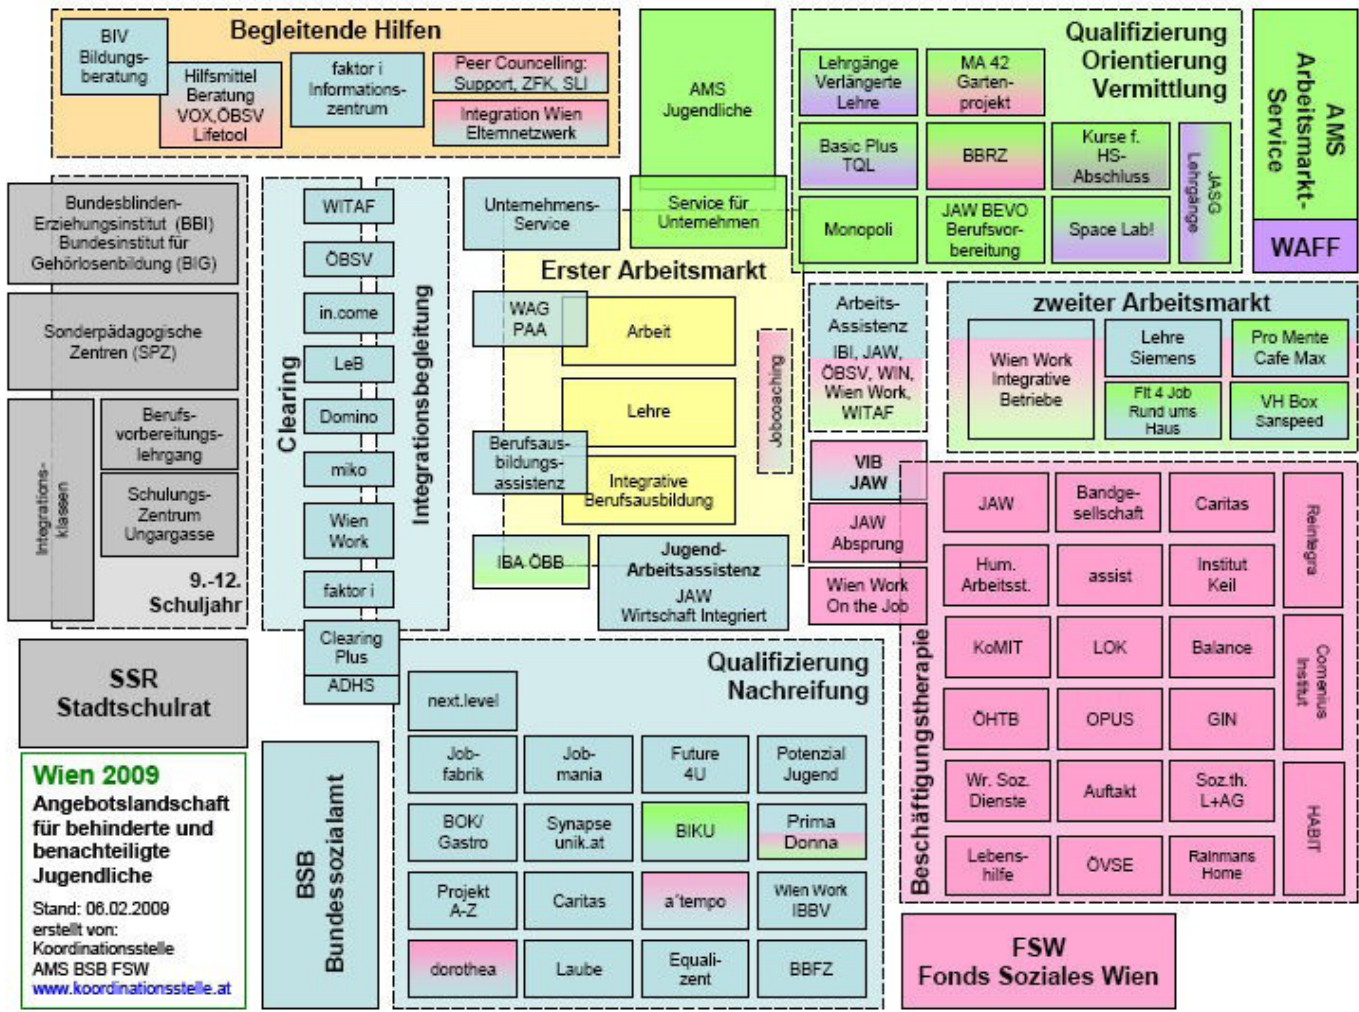 Begleitende Hilfen
BIV
Bildungs-
beratung
Hilfsmittel
Beratung
VOX,ÖBSV
Lifetool
faktor i
Informations-
zentrum
Peer Councelling:
Support, ZFK, SLI
Integration Wien
Elternnetzwerk
AMS
Jugendliche
Service für
Unternehmen
Qualifizierung
Orientierung
Vermittlung
Lehrgänge
Verlängerte
Lehre
MA 42
Garten-
projekt
Basic Plus
TQL
BBRZ
Kurse f.
HS-
Abschluss
JASG
Lehrgänge
Monopoli
JAW BEVO
Berufsvor-
bereitung
Space Lab!
AMS
Arbeitsmarkt-
Service
WAFF
Bundesblinden-
Erziehungsinstitut (BBI)
Bundesinstitut für
Gehörlosenbildung (BIG)
Sonderpädagogische
Zentren (SPZ)
Integrations-
klassen
Berufs-
vorbereitungs-
lehrgang
Schulungs-
Zentrum
Ungargasse
9.-12.
Schuljahr
SSR
Stadtschulrat
Clearing
Integrationsbegleitung
WITAF
ÖBSV
in.come
LeB
Domino
miko
Wien
Work
faktor i
Clearing
Plus
ADHS
Unternehmens-
Service
Erster Arbeitsmarkt
WAG
PAA
Arbeit
Lehre
Berufsaus-
bildungs-
assistenz
Integrative
Berufsausbildung
Jobcoaching
IBA ÖBB
Jugend-
Arbeitsassistenz
JAW
Wirtschaft Integriert
Arbeits-
Assistenz
IBI, JAW,
ÖBSV, WIN,
Wien Work,
WITAF
VIB
JAW
JAW
Absprung
Wien Work
On the Job
zweiter Arbeitsmarkt
Wien Work
Integrative
Betriebe
Lehre
Siemens
Pro Mente
Cafe Max
Fit 4 Job
Rund ums
Haus
VH Box
Sanspeed
Beschäftigungstherapie
JAW
Bandge-
sellschaft
Caritas
Reintegra
Hum.
Arbeitsst.
assist
Institut
Keil
KoMIT
LOK
Balance
Comenius
Institut
ÖHTB
OPUS
GIN
Wr. Soz.
Dienste
Auftakt
Soz.th.
L+AG
HABIT
Lebens-
hilfe
ÖVSE
Rainmans
Home
FSW
Fonds Soziales Wien
Qualifizierung
Nachreifung
next.level
Job-
fabrik
Job-
mania
Future
4U
Potenzial
Jugend
BOK/
Gastro
Synapse
unik.at
BIKU
Prima
Donna
Projekt
A-Z
Caritas
a´tempo
Wien Work
IBBV
dorothea
Laube
Equali-
zent
BBFZ
BSB
Bundessozialamt
Wien 2009
Angebotslandschaft
für behinderte und
benachteiligte
Jugendliche
Stand: 06.02.2009
erstellt von:
Koordinationsstelle
AMS BSB FSW
www.koordinationsstelle.at